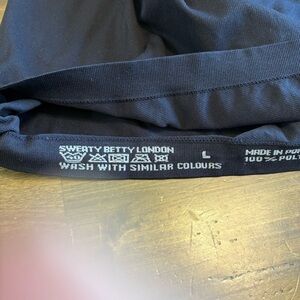 SWEATY BETTY LONDON
L
WASH WITH SIMILAR COLOURS
MADE IN
100%